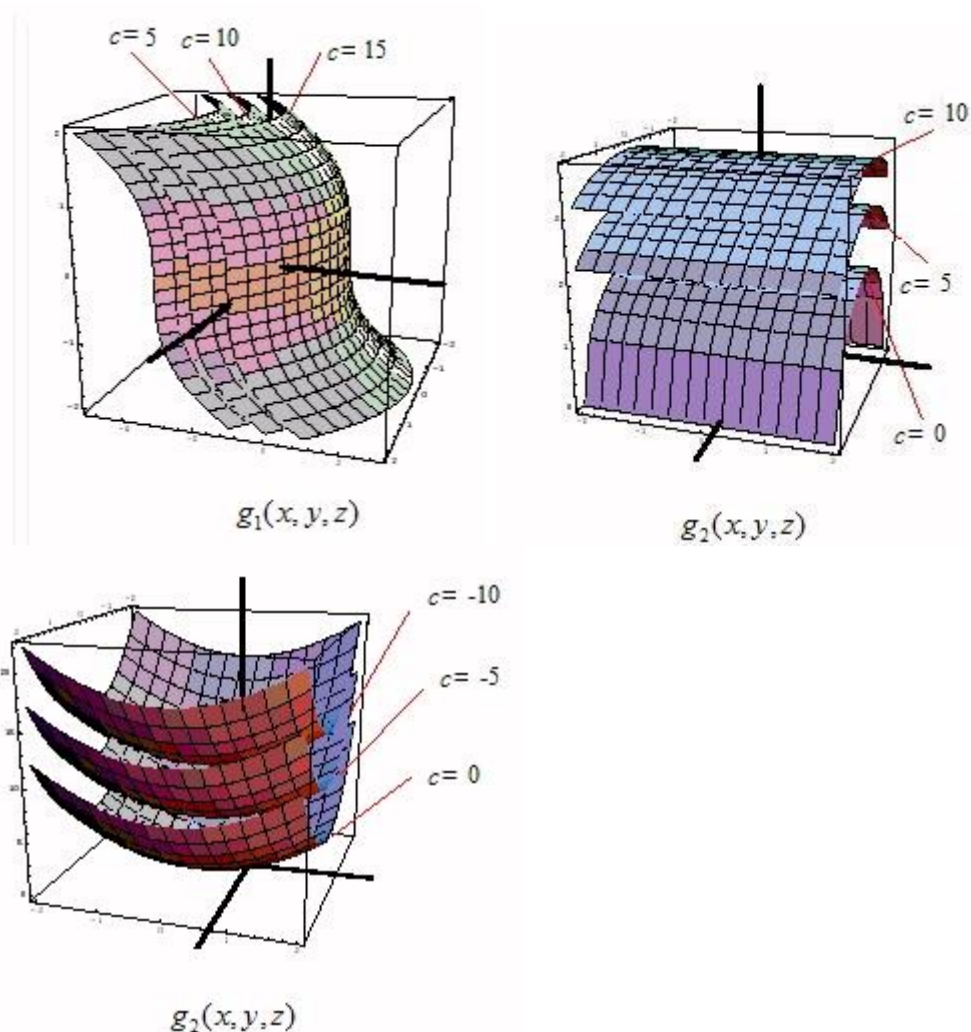 c= 5 c= 10 c= 15
g₁(x, y, z)
c= 10
c= 5
c= 0
g₂(x, y, z)
c= -10
c= -5
c= 0
g₂(x, y, z)